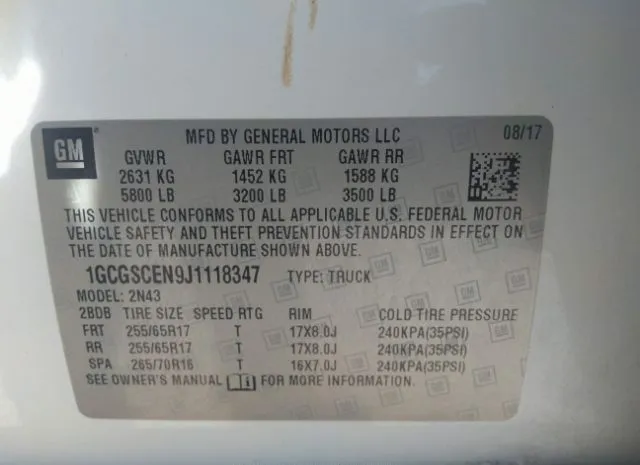 GM
MFD BY GENERAL MOTORS LLC 08/17
GVWR GAWR FRT GAWR RR
2631 KG 1452 KG 1588 KG
5800 LB 3200 LB 3500 LB
THIS VEHICLE CONFORMS TO ALL APPLICABLE U.S. FEDERAL MOTOR
VEHICLE SAFETY AND THEFT PREVENTION STANDARDS IN EFFECT ON
THE DATE OF MANUFACTURE SHOWN ABOVE.
1GCGSCEN9J1118347 TYPE: TRUCK
MODEL: 2N43
2BDB TIRE SIZE SPEED RTG RIM COLD TIRE PRESSURE
FRT 255/65R17 T 17X8.0J 240KPA(35PSI)
RR 255/65R17 T 17X8.0J 240KPA(35PSI)
SPA 265/70R16 T 16X7.0J 240KPA(35PSI)
SEE OWNER'S MANUAL FOR MORE INFORMATION.